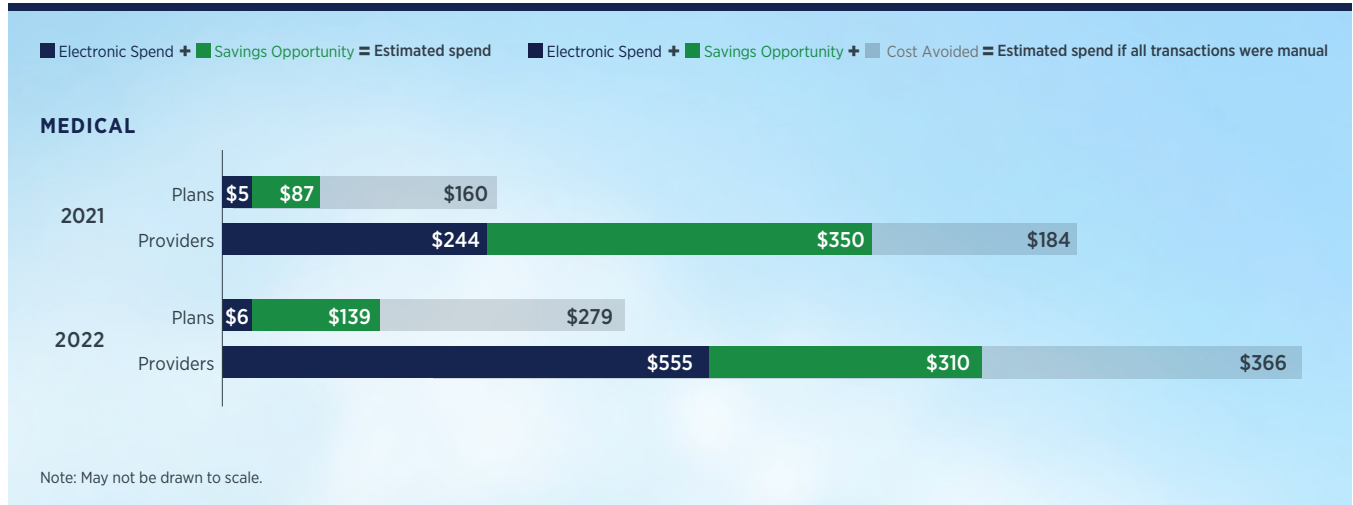 Electronic Spend + Savings Opportunity = Estimated spend
Electronic Spend + Savings Opportunity + Cost Avoided = Estimated spend if all transactions were manual
MEDICAL
2021
Plans $5 $87 $160
Providers $244 $350 $184
2022
Plans $6 $139 $279
Providers $555 $310 $366
Note: May not be drawn to scale.